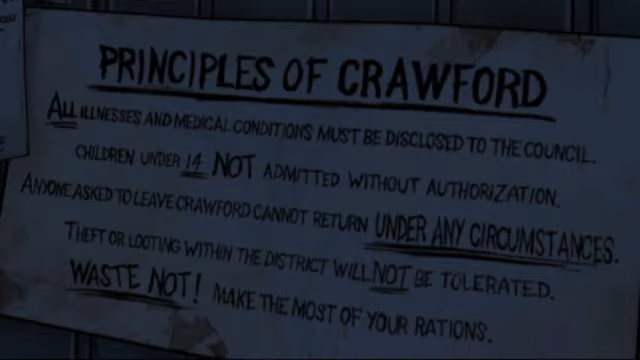 PRINCIPLES OF CRAWFORD
ALL ILLNESSES AND MEDICAL CONDITIONS MUST BE DISCLOSED TO THE COUNCIL.
CHILDREN UNDER 14 NOT ADMITTED WITHOUT AUTHORIZATION.
ANYONE ASKED TO LEAVE CRAWFORD CANNOT RETURN UNDER ANY CIRCUMSTANCES.
THEFT OR LOOTING WITHIN THE DISTRICT WILL NOT BE TOLERATED.
WASTE NOT! MAKE THE MOST OF YOUR RATIONS.